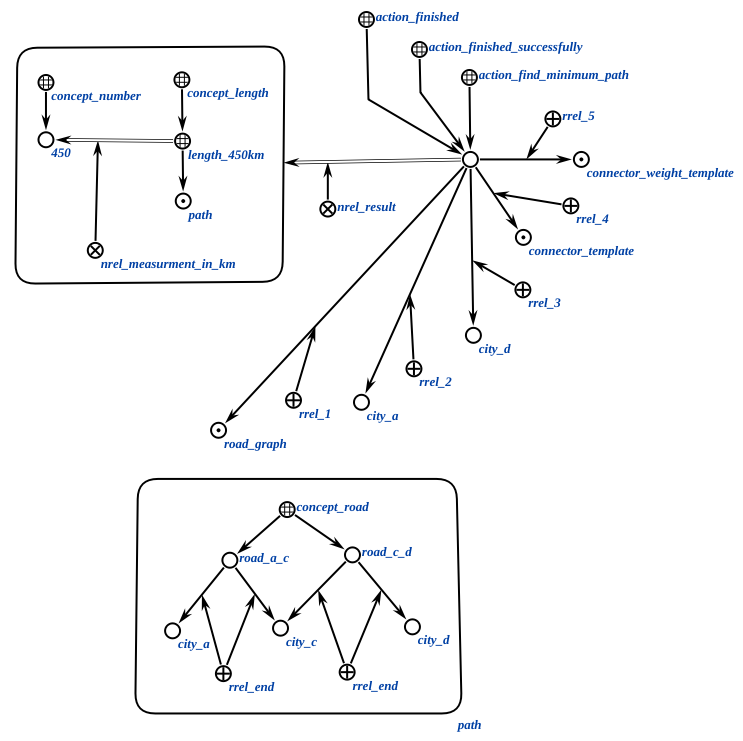 action_finished
action_finished_successfully
action_find_minimum_path
concept_number
concept_length
rrel_5
450
length_450km
connector_weight_template
path
nrel_result
rrel_4
connector_template
nrel_measurment_in_km
rrel_3
city_d
rrel_2
rrel_1
city_a
road_graph
concept_road
road_a_c
road_c_d
city_a
city_c
city_d
rrel_end
rrel_end
path